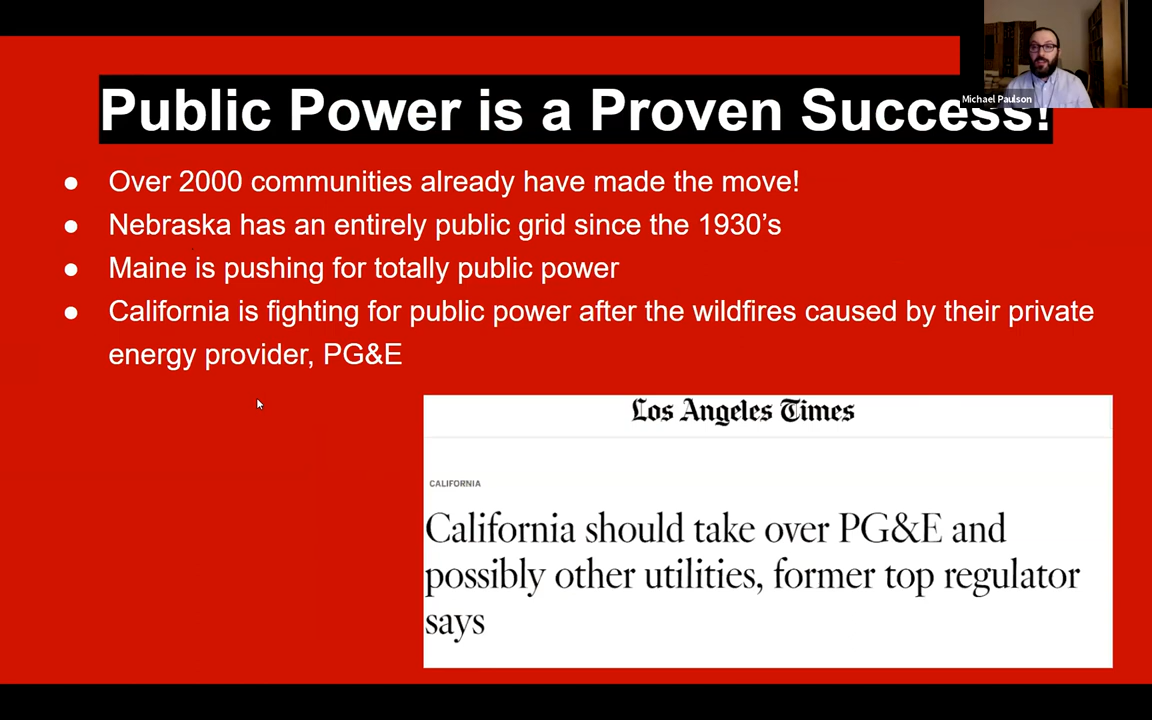 Public Power is a Proven Success!
Michael Paulson
● Over 2000 communities already have made the move!
● Nebraska has an entirely public grid since the 1930's
● Maine is pushing for totally public power
● California is fighting for public power after the wildfires caused by their private
energy provider, PG&E
Los Angeles Times
CALIFORNIA
California should take over PG&E and
possibly other utilities, former top regulator
says